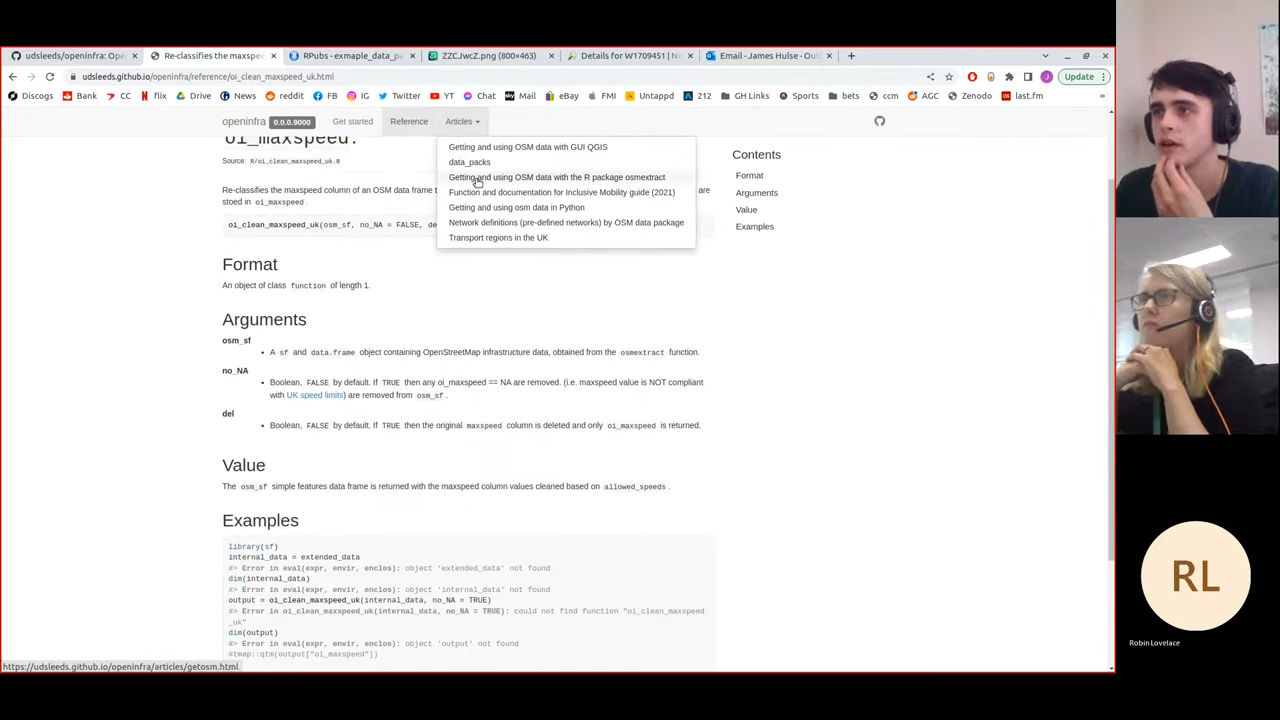 udsleeds/openinfra: Ope
Re-classifies the maxspe
RPubs - exmaple_data_pa
ZZCJwcZ.png (800×463)
Details for W1709451 | No
Email - James Hulse - Out
udsleeds.github.io/openinfra/reference/oi_clean_maxspeed_uk.html
J
Update
Discogs Bank CC flix Drive News reddit FB IG Twitter YT Chat Mail eBay Untappd 212 GH Links Sports bets ccm AGC Zenodo last.fm
openinfra 0.0.0.9000 Get started Reference Articles
oi_maxspeed.
Source: R/oi_clean_maxspeed_uk.R
Re-classifies the maxspeed column of an OSM data frame t
are
stored in oi_maxspeed.
oi_clean_maxspeed_uk(osm_sf, no_NA = FALSE, de
Getting and using OSM data with GUI QGIS
data_packs
Getting and using OSM data with the R package osmextract
Function and documentation for Inclusive Mobility guide (2021)
Getting and using osm data in Python
Network definitions (pre-defined networks) by OSM data package
Transport regions in the UK
Contents
Format
Arguments
Value
Examples
Format
An object of class function of length 1.
Arguments
osm_sf
• A sf and data.frame object containing OpenStreetMap infrastructure data, obtained from the osmextract function.
no_NA
• Boolean, FALSE by default. If TRUE then any oi_maxspeed == NA are removed. (i.e. maxspeed value is NOT compliant
with UK speed limits) are removed from osm_sf.
del
• Boolean, FALSE by default. If TRUE then the original maxspeed column is deleted and only oi_maxspeed is returned.
Value
The osm_sf simple features data frame is returned with the maxspeed column values cleaned based on allowed_speeds.
Examples
library(sf)
internal_data = extended_data
#> Error in eval(expr, envir, enclos): object 'extended_data' not found
dim(internal_data)
#> Error in eval(expr, envir, enclos): object 'internal_data' not found
output = oi_clean_maxspeed_uk(internal_data, no_NA = TRUE)
#> Error in oi_clean_maxspeed_uk(internal_data, no_NA = TRUE): could not find function "oi_clean_maxspeed
_uk"
dim(output)
#> Error in eval(expr, envir, enclos): object 'output' not found
#tmap::qtm(output["oi_maxspeed"])
https://udsleeds.github.io/openinfra/articles/getosm.html
RL
Robin Lovelace